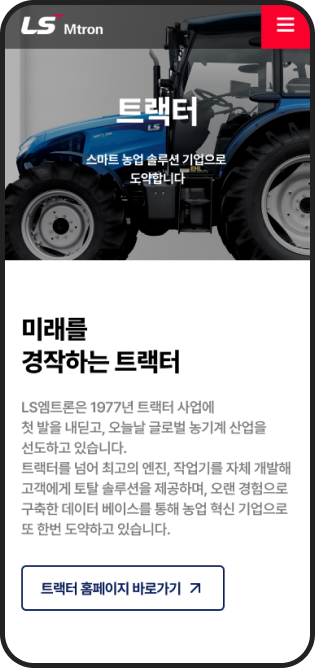 LS Mtron
트랙터
스마트 농업 솔루션 기업으로
도약합니다
LS
미래를
경작하는 트랙터
LS엠트론은 1977년 트랙터 사업에
첫 발을 내딛고, 오늘날 글로벌 농기계 산업을
선도하고 있습니다.
트랙터를 넘어 최고의 엔진, 작업기를 자체 개발해
고객에게 토탈 솔루션을 제공하며, 오랜 경험으로
구축한 데이터 베이스를 통해 농업 혁신 기업으로
또 한번 도약하고 있습니다.
트랙터 홈페이지 바로가기